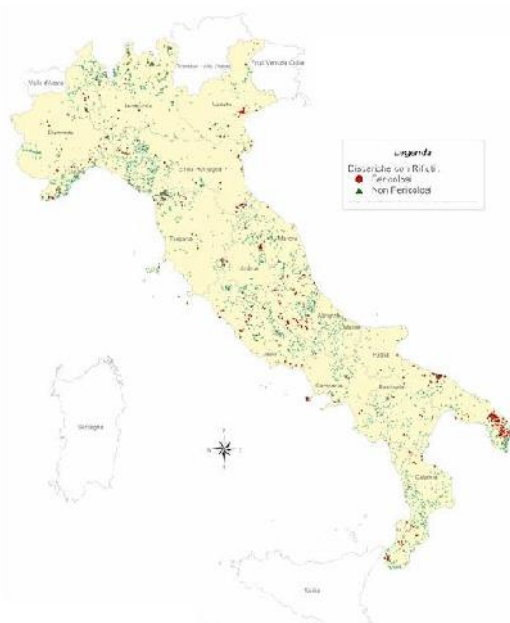 Valle d'Aosta
Friuli Venezia Giulia
Lombardia
Veneto
Piemonte
Emilia Romagna
Legenda
Discariche con Rifiuti:
Pericolosi
Non Pericolosi
Toscana
Marche
Umbria
Abruzzo
Molise
Lazio
Puglia
Campania
Basilicata
Sardegna
Calabria
Sicilia